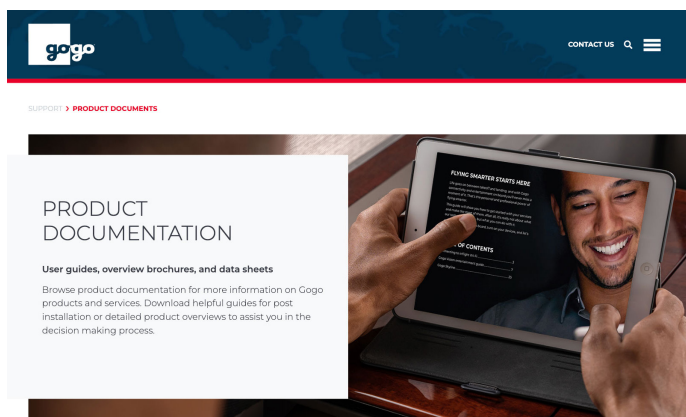 gogo
CONTACT US
SUPPORT > PRODUCT DOCUMENTS
PRODUCT
DOCUMENTATION
User guides, overview brochures, and data sheets
Browse product documentation for more information on Gogo
products and services. Download helpful guides for post
installation or detailed product overviews to assist you in the
decision making process.
FLYING SMARTER STARTS HERE
OF CONTENTS